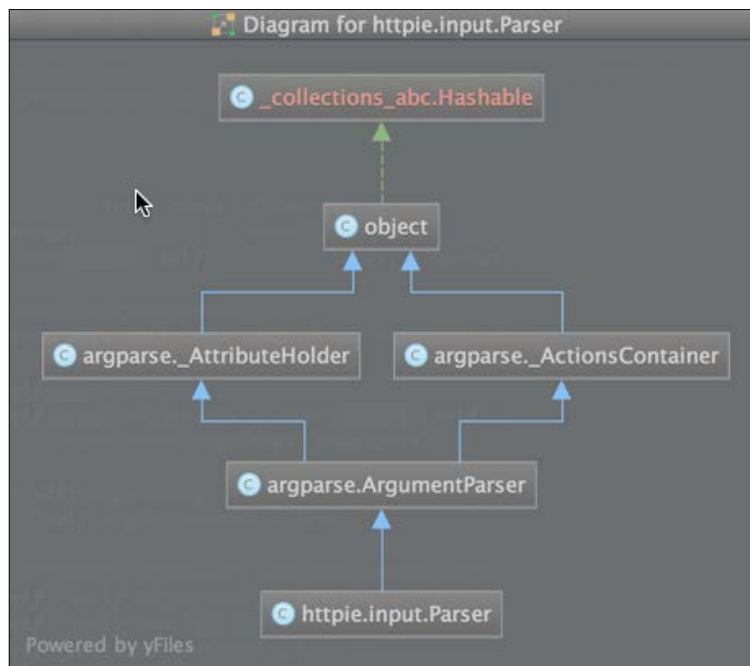 Diagram for httpie.input.Parser
C _collections_abc.Hashable
C object
C argparse._AttributeHolder
C argparse._ActionsContainer
C argparse.ArgumentParser
C httpie.input.Parser
Powered by yFiles